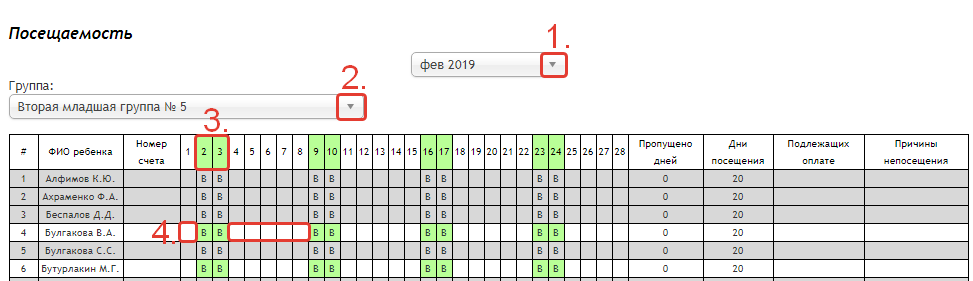 Посещаемость
1.
фев 2019
2.
Группа:
Вторая младшая группа № 5
3.
# ФИО ребенка Номер счета 1 2 3 4 5 6 7 8 9 10 11 12 13 14 15 16 17 18 19 20 21 22 23 24 25 26 27 28 Пропущено дней Дни посещения Подлежащих оплате Причины непосещения
1 Алфимов К.Ю. В В В В В В В В 0 20
2 Ахраменко Ф.А. В В В В В В В В 0 20
3 Беспалов Д.Д. В В В В В В В В 0 20
4 Булгакова В.А. 4. В В В В В В В В 0 20
5 Булгакова С.С. В В В В В В В В 0 20
6 Бутурлакин М.Г. В В В В В В В В 0 20